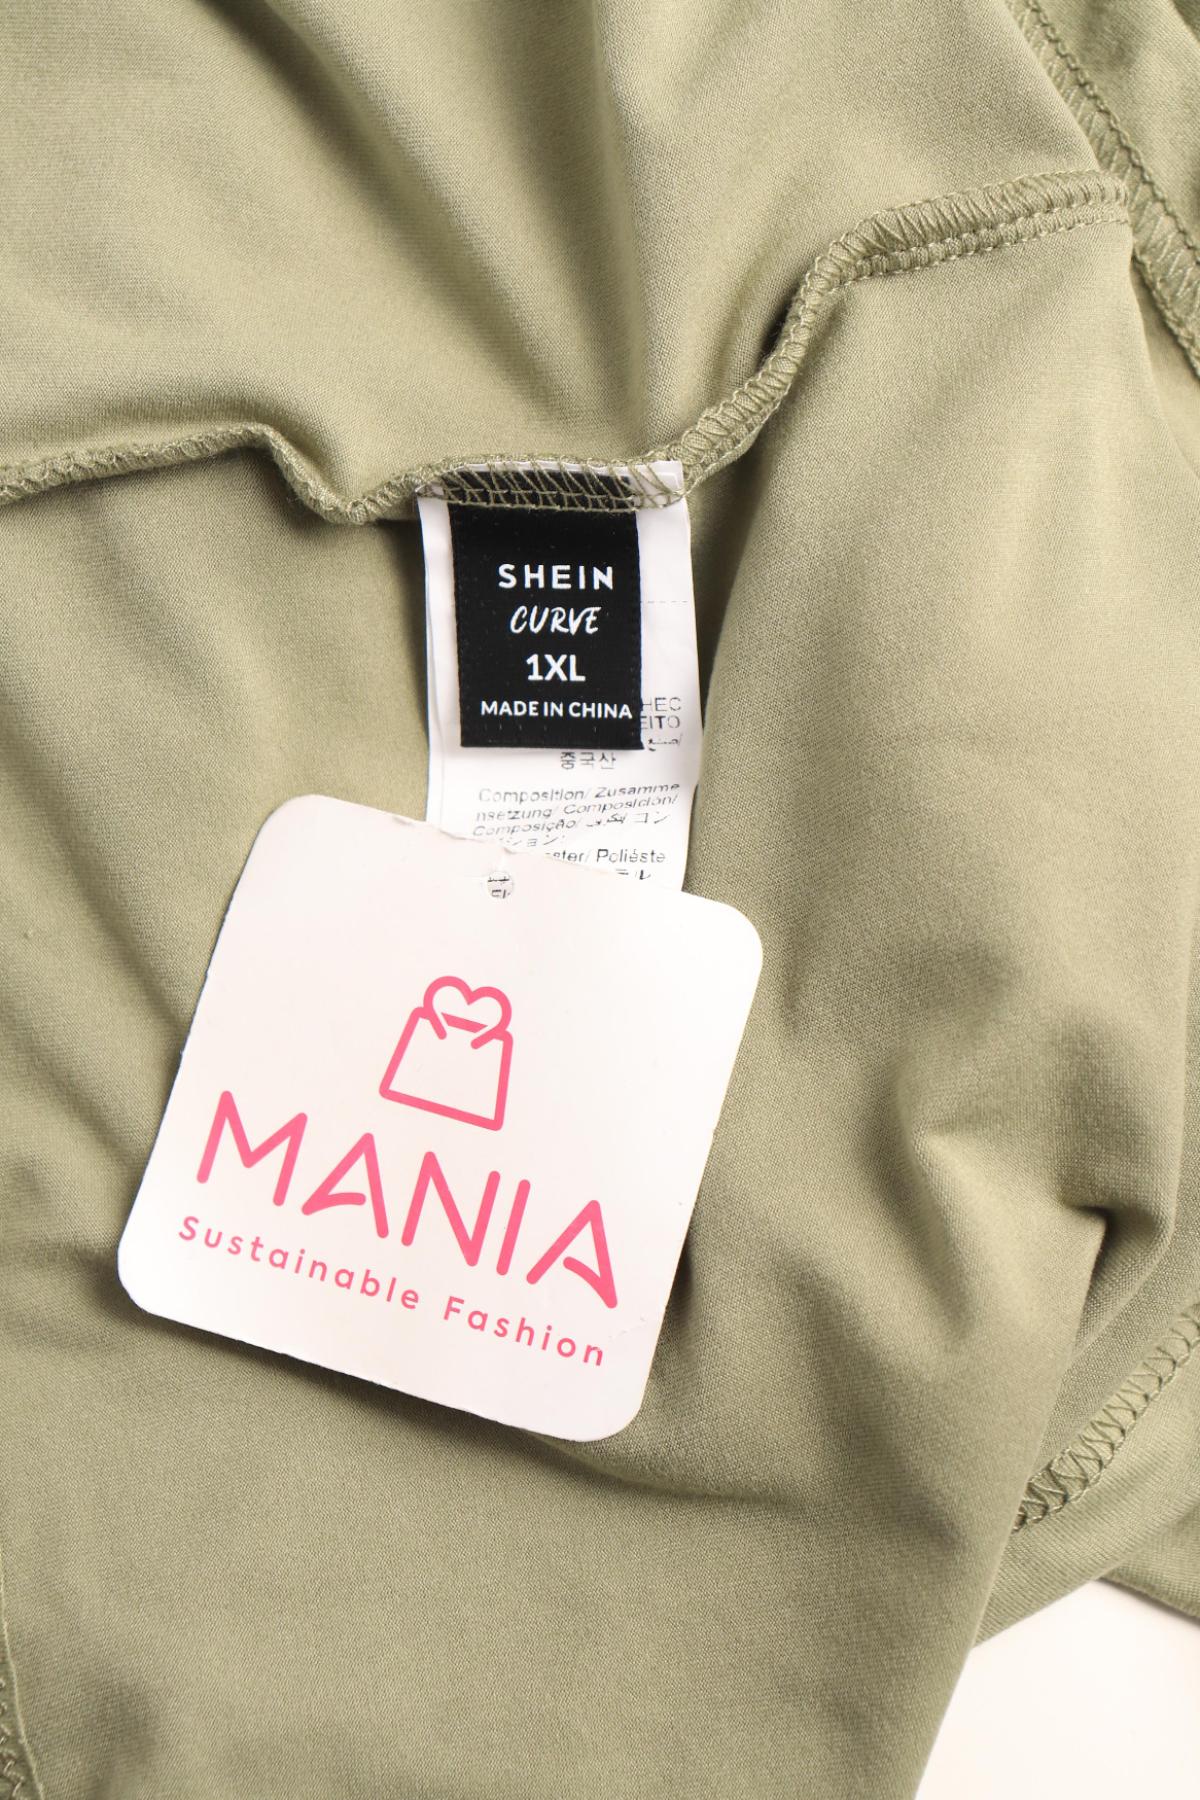 SHEIN
CURVE
1XL
MADE IN CHINA
HEC
EITO
중국산
Composition/ Zusamme
nsetzung/ Composición/
Composição/
ster/ Poliéste
MANIA
Sustainable Fashion